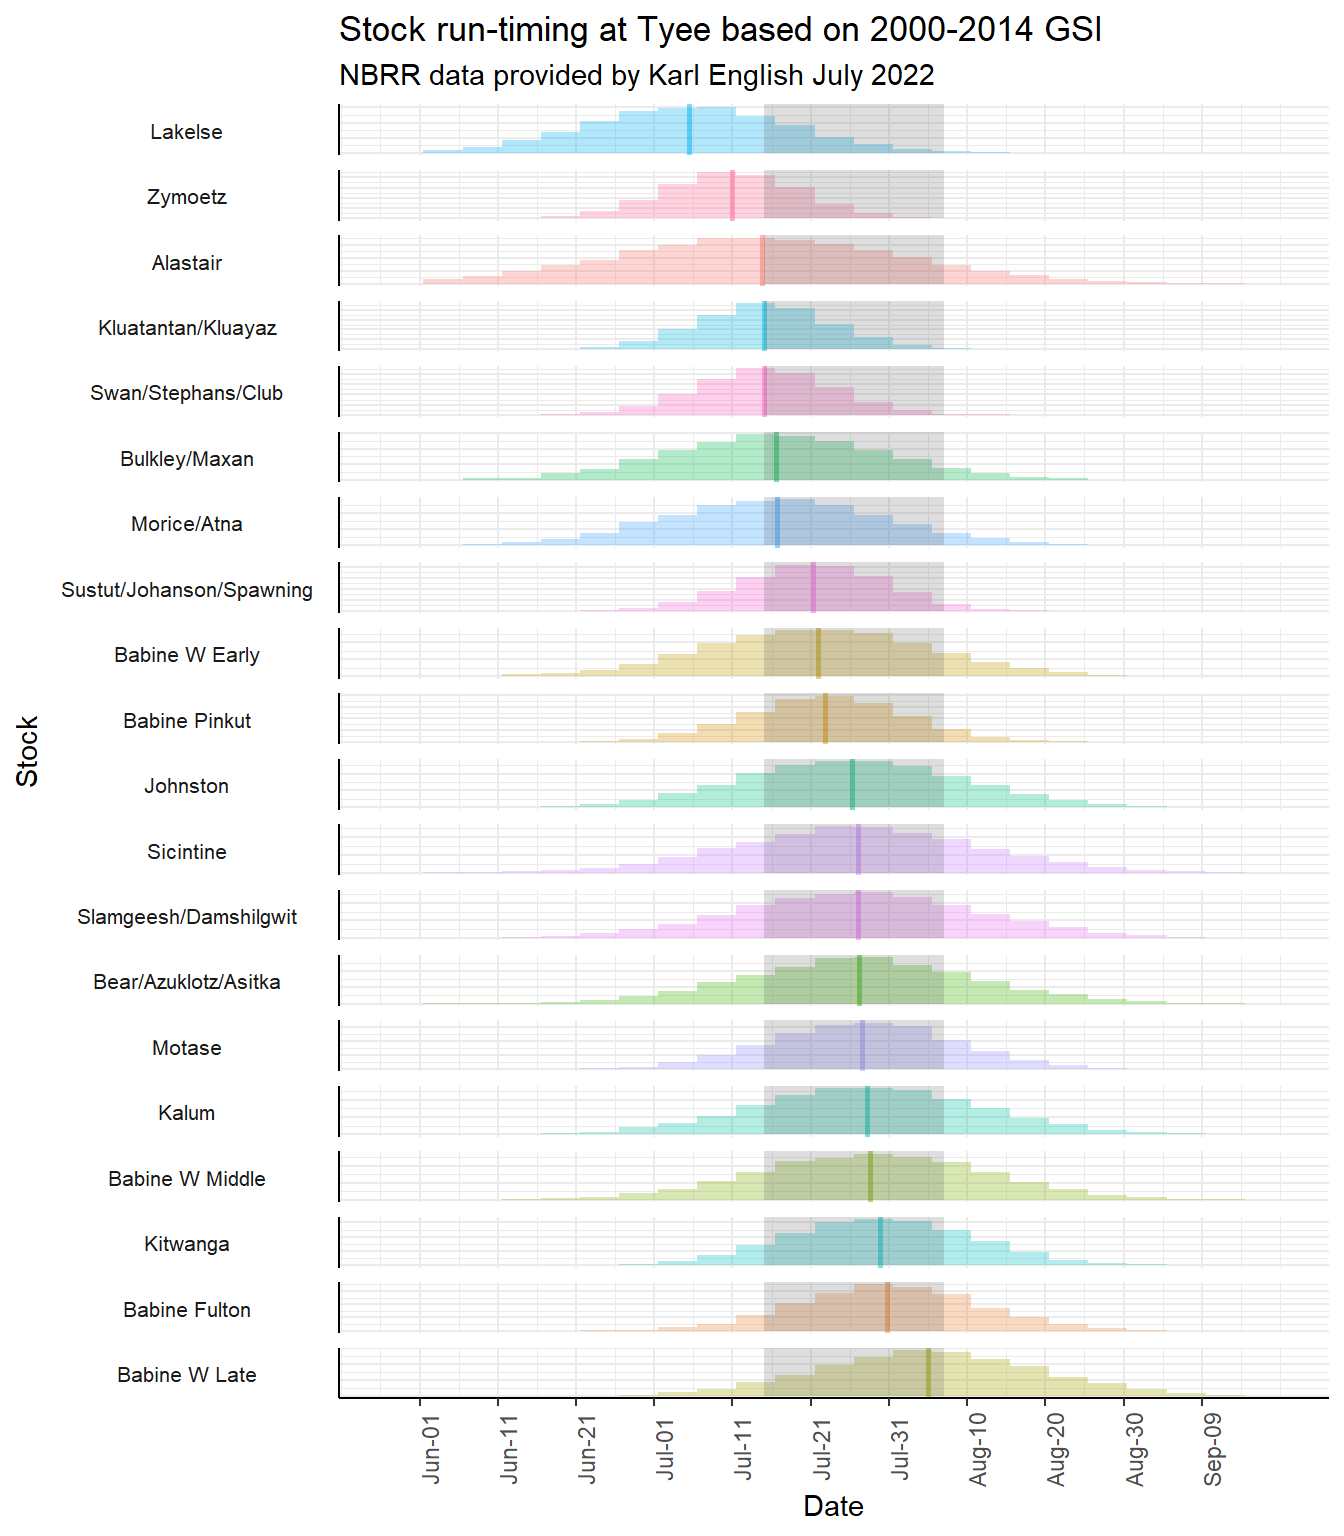 Stock run-timing at Tyee based on 2000-2014 GSI
NBRR data provided by Karl English July 2022
Lakelse
Zymoetz
Alastair
Kluatantan/Kluayaz
Swan/Stephans/Club
Bulkley/Maxan
Morice/Atna
Sustut/Johanson/Spawning
Babine W Early
Babine Pinkut
Johnston
Sicintine
Slamgeesh/Damshilgwit
Bear/Azuklotz/Asitka
Motase
Kalum
Babine W Middle
Kitwanga
Babine Fulton
Babine W Late
Stock
Jun-01
Jun-11
Jun-21
Jul-01
Jul-11
Jul-21
Jul-31
Aug-10
Aug-20
Aug-30
Sep-09
Date